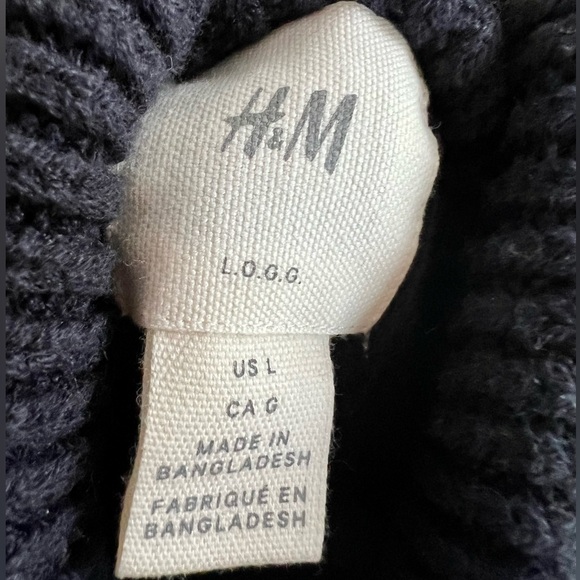 H&M
L.O.G.G.
US L
CA G
MADE IN
BANGLADESH
FABRIQUÉ EN
BANGLADESH